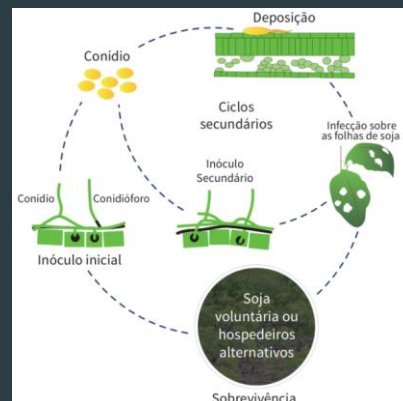 Deposição
Conídio
Ciclos
secundários
Infecção sobre
as folhas de soja
Inóculo
Secundário
Conídio
Conidióforo
Inóculo inicial
Soja
voluntária ou
hospedeiros
alternativos
Sobrevivência